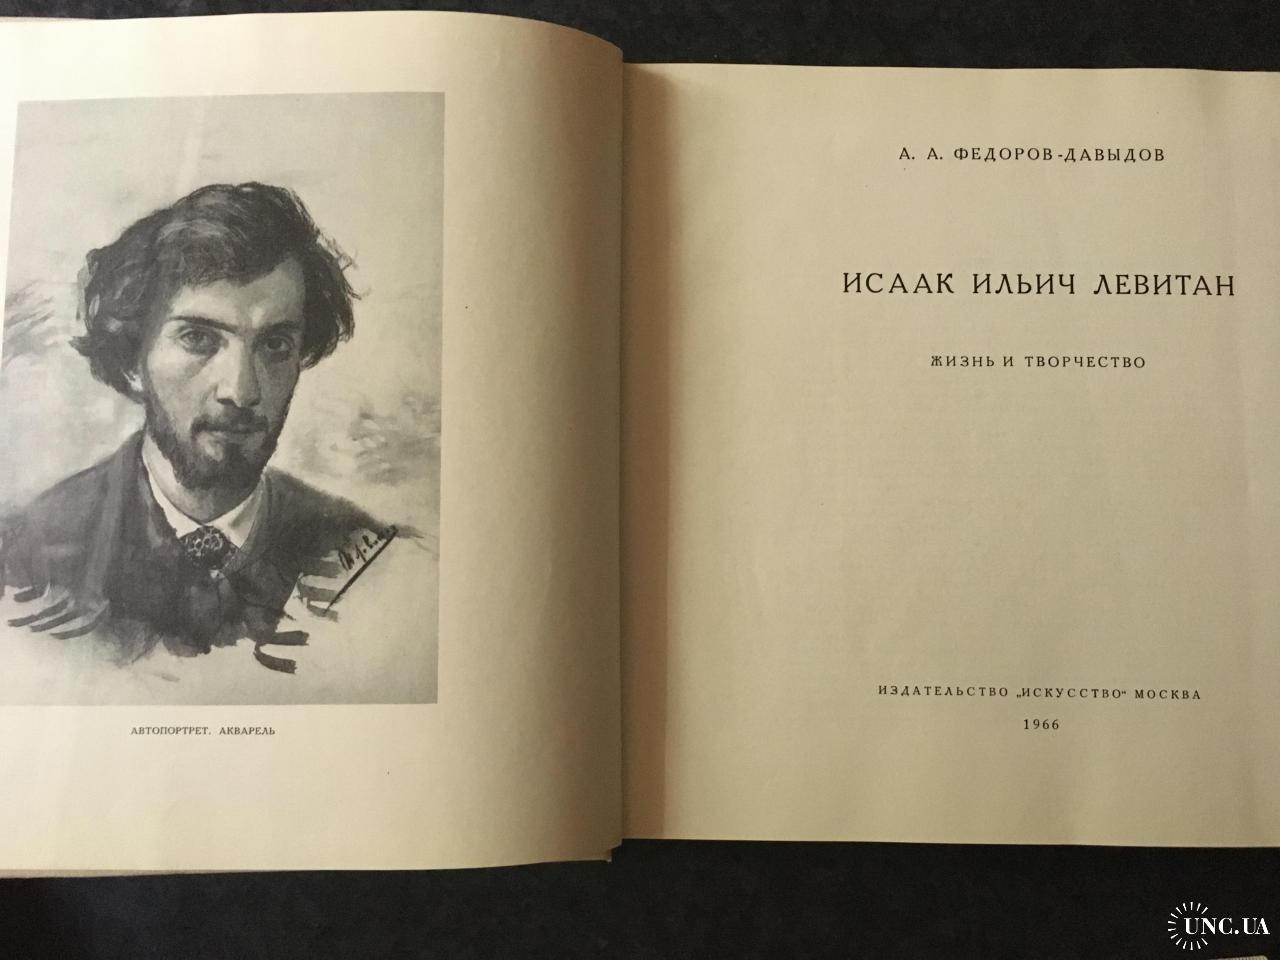 АВТОПОРТРЕТ. АКВАРЕЛЬ
А. А. ФЕДОРОВ-ДАВЫДОВ
ИСААК ИЛЬИЧ ЛЕВИТАН
ЖИЗНЬ И ТВОРЧЕСТВО
ИЗДАТЕЛЬСТВО „ИСКУССТВО“ МОСКВА
1966
UNC.UA